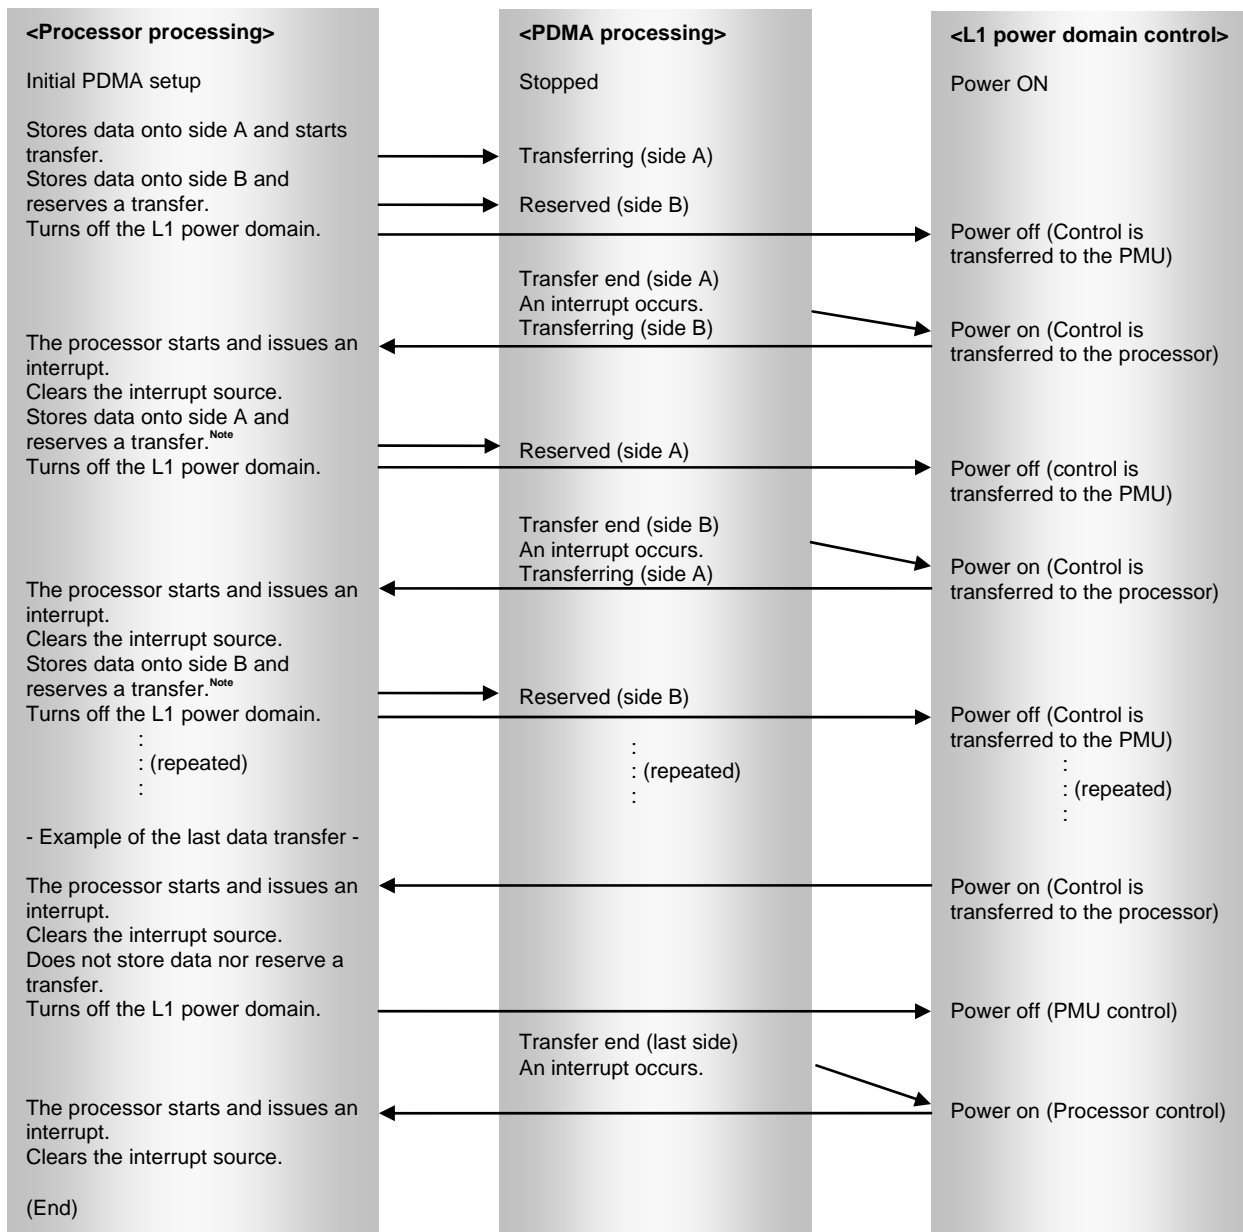 <Processor processing>
Initial PDMA setup
Stores data onto side A and starts
transfer.
Stores data onto side B and
reserves a transfer.
Turns off the L1 power domain.
The processor starts and issues an
interrupt.
Clears the interrupt source.
Stores data onto side A and
reserves a transfer.Note
Turns off the L1 power domain.
The processor starts and issues an
interrupt.
Clears the interrupt source.
Stores data onto side B and
reserves a transfer.Note
Turns off the L1 power domain.
:
: (repeated)
:
- Example of the last data transfer -
The processor starts and issues an
interrupt.
Clears the interrupt source.
Does not store data nor reserve a
transfer.
Turns off the L1 power domain.
The processor starts and issues an
interrupt.
Clears the interrupt source.
(End)
<PDMA processing>
Stopped
Transferring (side A)
Reserved (side B)
Transfer end (side A)
An interrupt occurs.
Transferring (side B)
Reserved (side A)
Transfer end (side B)
An interrupt occurs.
Transferring (side A)
Reserved (side B)
:
: (repeated)
:
Transfer end (last side)
An interrupt occurs.
<L1 power domain control>
Power ON
Power off (Control is
transferred to the PMU)
Power on (Control is
transferred to the processor)
Power off (control is
transferred to the PMU)
Power on (Control is
transferred to the processor)
Power off (Control is
transferred to the PMU)
:
: (repeated)
:
Power on (Control is
transferred to the processor)
Power off (PMU control)
Power on (Processor control)